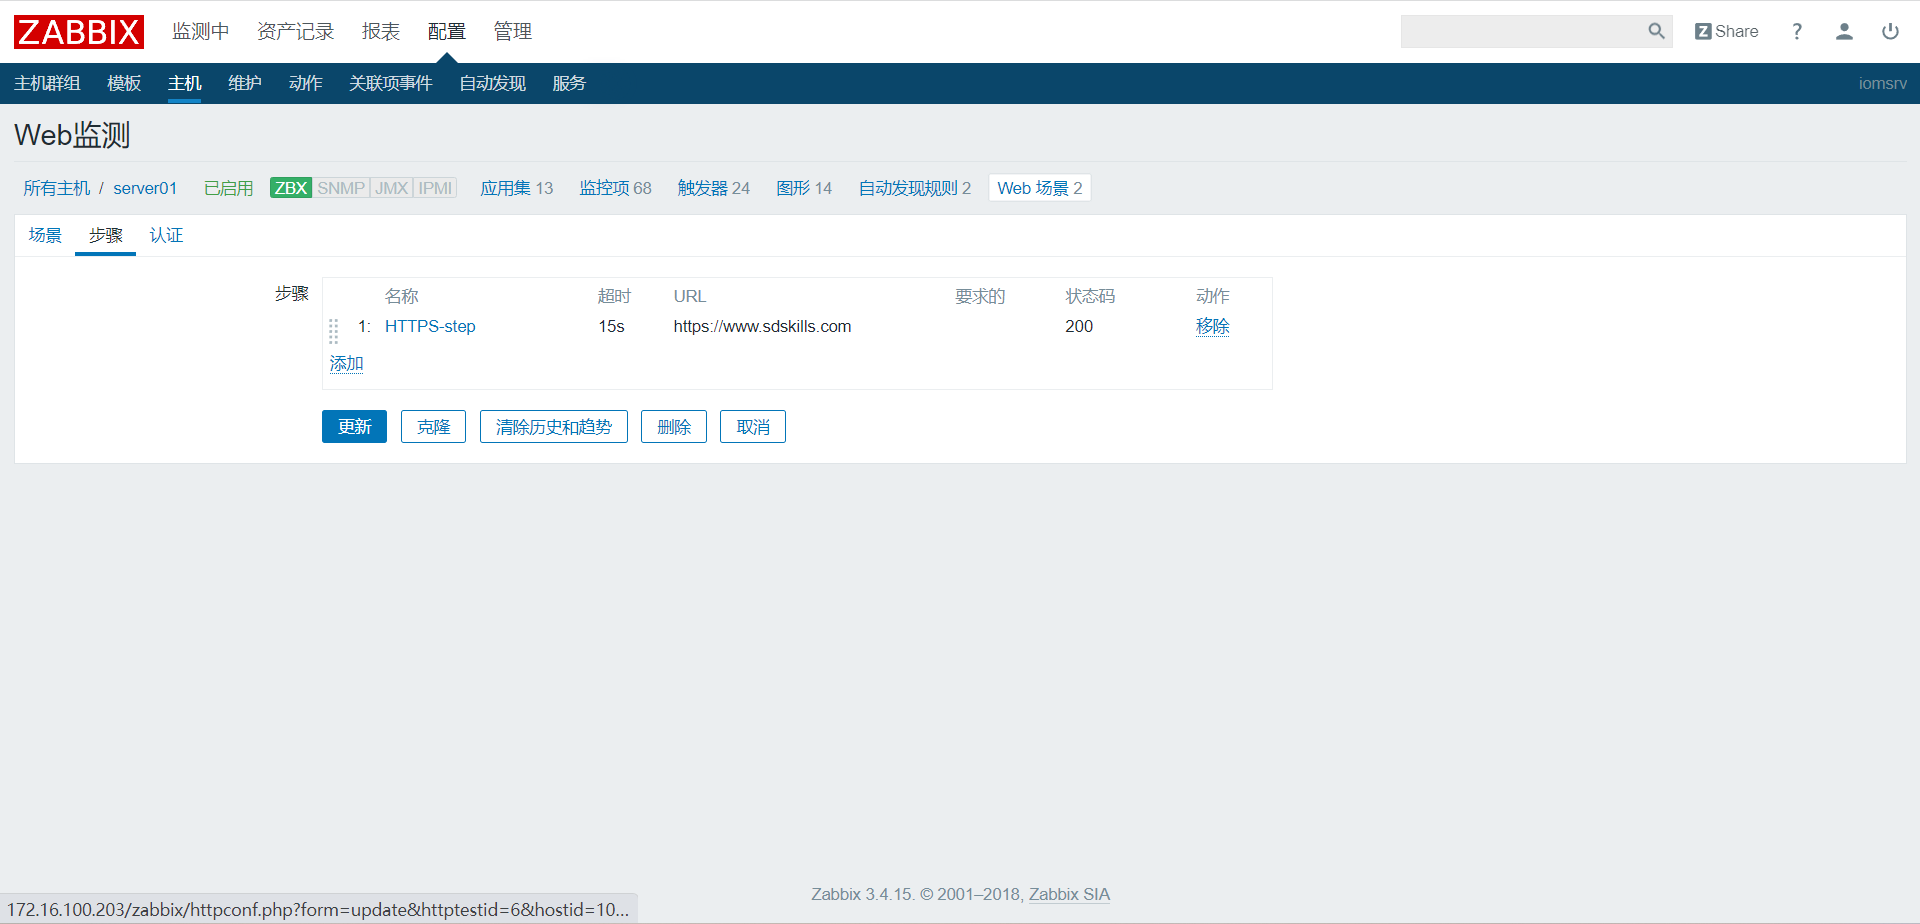 ZABBIX 监测中 资产记录 报表 配置 管理 Z Share ?
主机群组 模板 主机 维护 动作 关联项事件 自动发现 服务 iomsrv
Web监测
所有主机 / server01 已启用 ZBX SNMP JMX IPMI 应用集 13 监控项 68 触发器 24 图形 14 自动发现规则 2 Web 场景 2
场景 步骤 认证
步骤 名称 超时 URL 要求的 状态码 动作
1: HTTPS-step 15s https://www.sdskills.com 200 移除
添加
更新 克隆 清除历史和趋势 删除 取消
Zabbix 3.4.15. © 2001–2018, Zabbix SIA
172.16.100.203/zabbix/httpconf.php?form=update&httptestid=6&hostid=10...